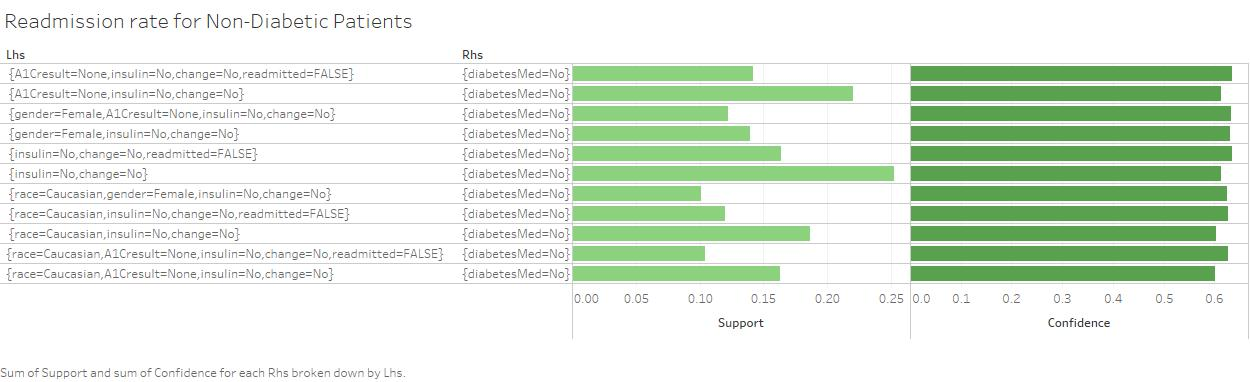 Readmission rate for Non-Diabetic Patients
Lhs Rhs
{A1Cresult=None,insulin=No,change=No,readmitted=FALSE} {diabetesMed=No}
{A1Cresult=None,insulin=No,change=No} {diabetesMed=No}
{gender=Female,A1Cresult=None,insulin=No,change=No} {diabetesMed=No}
{gender=Female,insulin=No,change=No} {diabetesMed=No}
{insulin=No,change=No,readmitted=FALSE} {diabetesMed=No}
{insulin=No,change=No} {diabetesMed=No}
{race=Caucasian,gender=Female,insulin=No,change=No} {diabetesMed=No}
{race=Caucasian,insulin=No,change=No,readmitted=FALSE} {diabetesMed=No}
{race=Caucasian,insulin=No,change=No} {diabetesMed=No}
{race=Caucasian,A1Cresult=None,insulin=No,change=No,readmitted=FALSE} {diabetesMed=No}
{race=Caucasian,A1Cresult=None,insulin=No,change=No} {diabetesMed=No}
0.00 0.05 0.10 0.15 0.20 0.25 0.0 0.1 0.2 0.3 0.4 0.5 0.6
Support Confidence
Sum of Support and sum of Confidence for each Rhs broken down by Lhs.